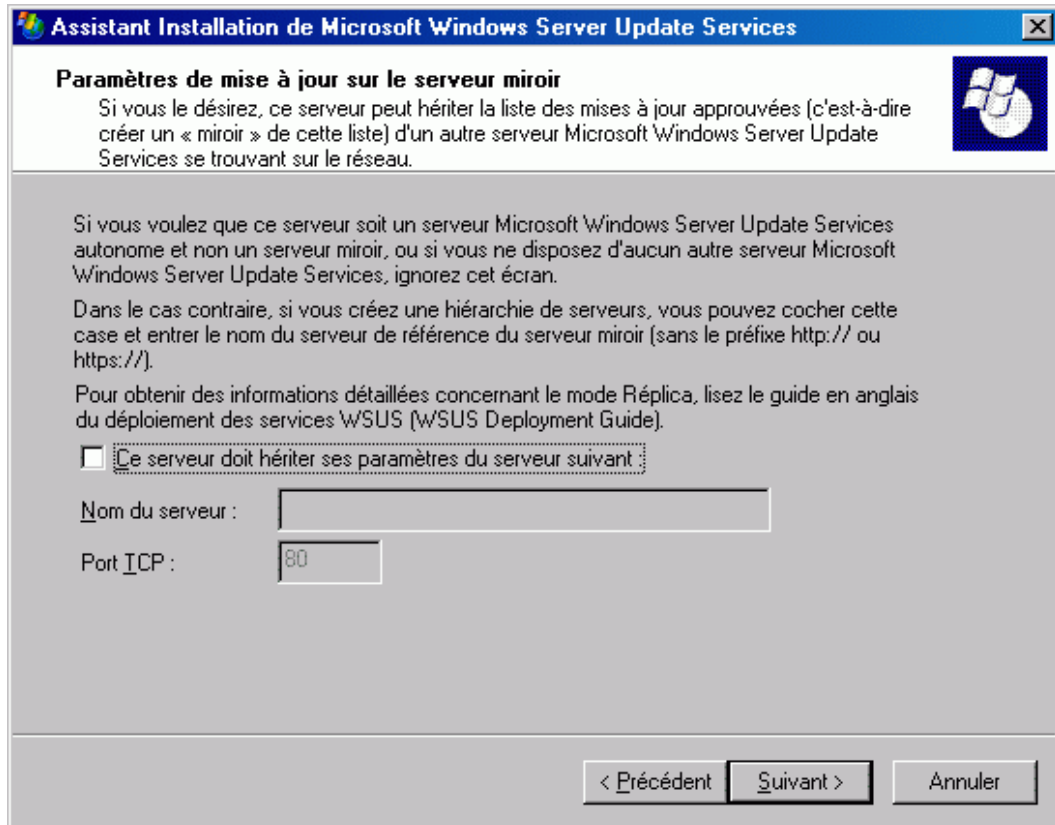 Assistant Installation de Microsoft Windows Server Update Services
Paramètres de mise à jour sur le serveur miroir
Si vous le désirez, ce serveur peut hériter la liste des mises à jour approuvées (c'est-à-dire
créer un « miroir » de cette liste) d'un autre serveur Microsoft Windows Server Update
Services se trouvant sur le réseau.
Si vous voulez que ce serveur soit un serveur Microsoft Windows Server Update Services
autonome et non un serveur miroir, ou si vous ne disposez d'aucun autre serveur Microsoft
Windows Server Update Services, ignorez cet écran.
Dans le cas contraire, si vous créez une hiérarchie de serveurs, vous pouvez cocher cette
case et entrer le nom du serveur de référence du serveur miroir (sans le préfixe http:// ou
https://).
Pour obtenir des informations détaillées concernant le mode Réplica, lisez le guide en anglais
du déploiement des services WSUS (WSUS Deployment Guide).
Ce serveur doit hériter ses paramètres du serveur suivant :
Nom du serveur :
Port TCP : 80
< Précédent Suivant > Annuler